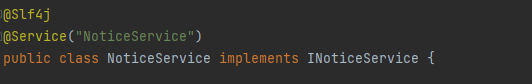 @Slf4j
@Service("NoticeService")
public class NoticeService implements INoticeService {